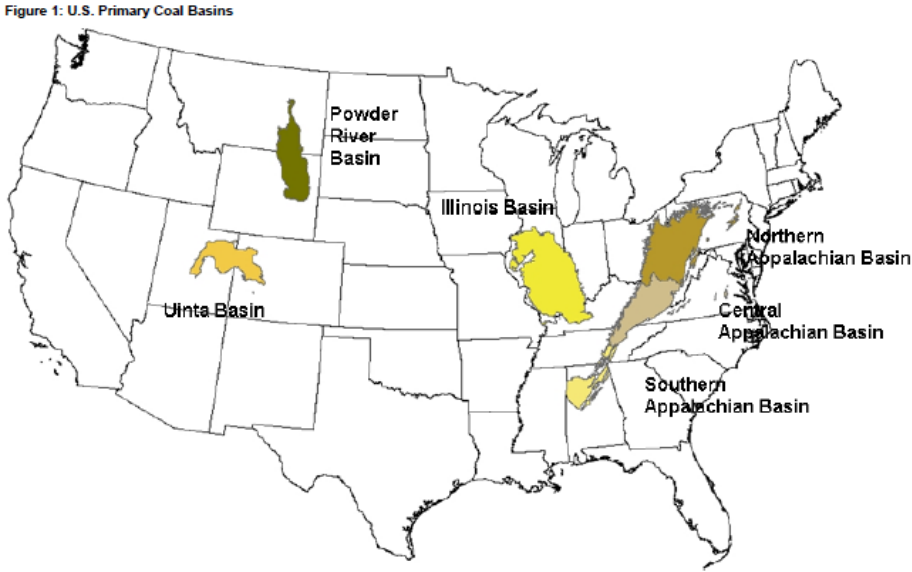 Figure 1: U.S. Primary Coal Basins
Powder
River
Basin
Illinois Basin
Northern
Appalachian Basin
Uinta Basin
Central
Appalachian Basin
Southern
Appalachian Basin